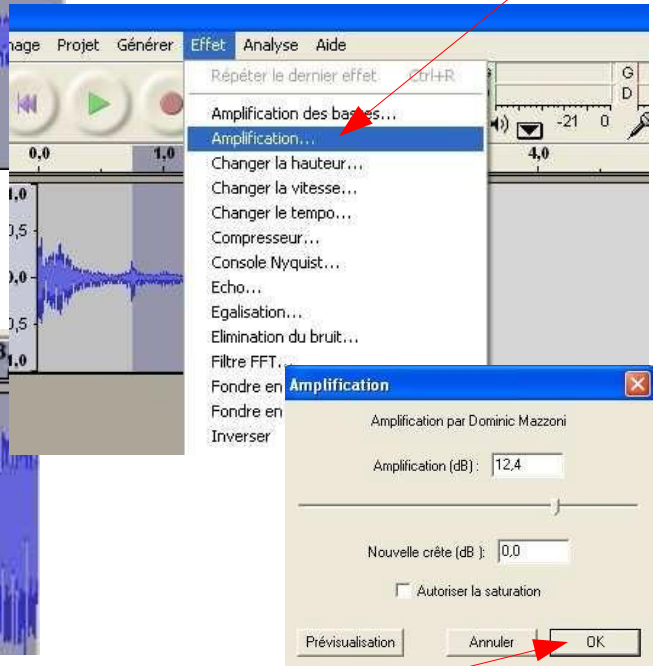 Projet Générer Effet Analyse Aide
Répéter le dernier effet Ctrl+R
Amplification des basses...
Amplification...
Changer la hauteur...
Changer la vitesse...
Changer le tempo...
Compresseur...
Console Nyquist...
Echo...
Egalisation...
Elimination du bruit...
Filtre FFT...
Fondre en
Fondre en
Inverser
G
D
-21 0
0,0 1,0 4,0
1,0
0,5
0,0
0,5
1,0
Amplification
Amplification par Dominic Mazzoni
Amplification (dB) : 12,4
Nouvelle crête (dB ): 0,0
Autoriser la saturation
Prévisualisation Annuler OK